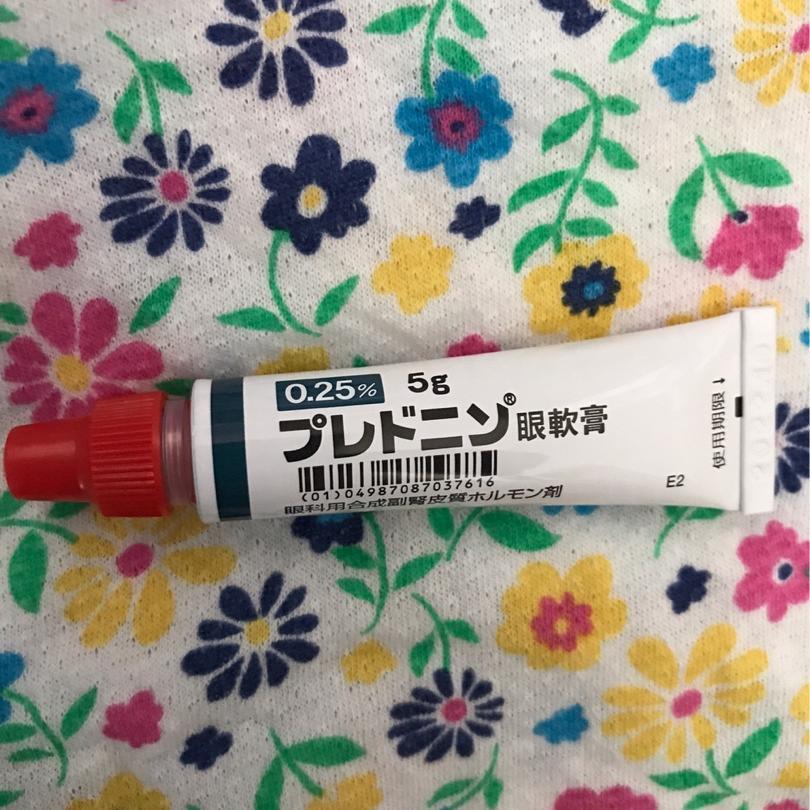 0.25% 5g
プレドニン® 眼軟膏
(01)04987087037616
眼科用合成副腎皮質ホルモン剤
E2
使用期限↓